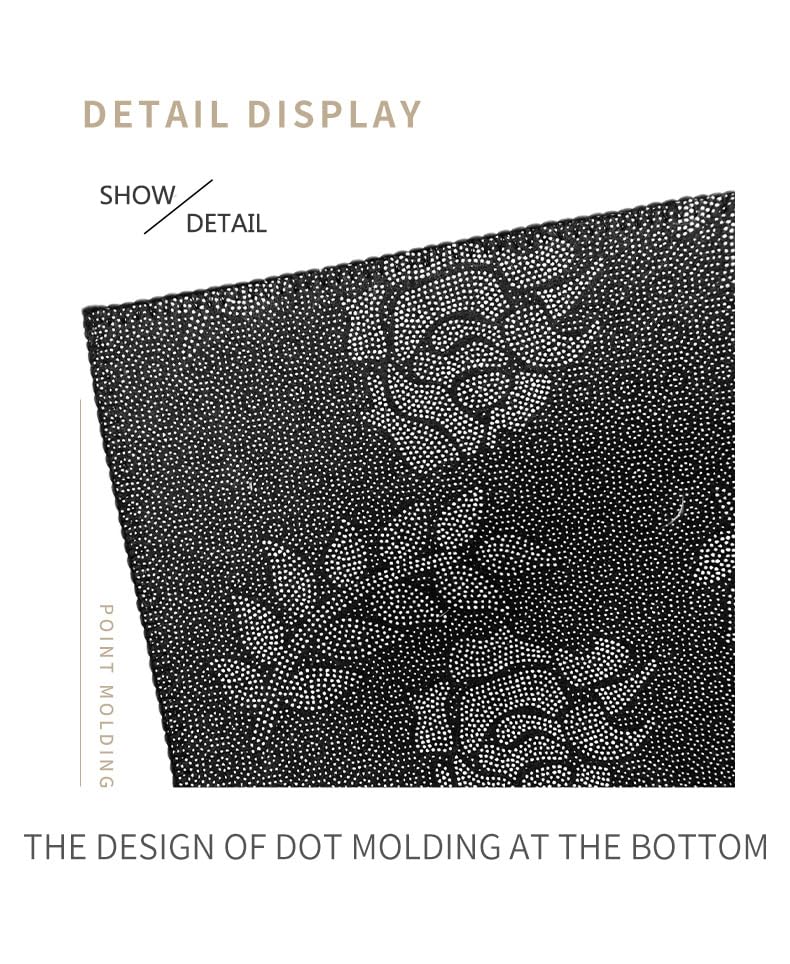 DETAIL DISPLAY
SHOW
DETAIL
POINT MOLDING
THE DESIGN OF DOT MOLDING AT THE BOTTOM